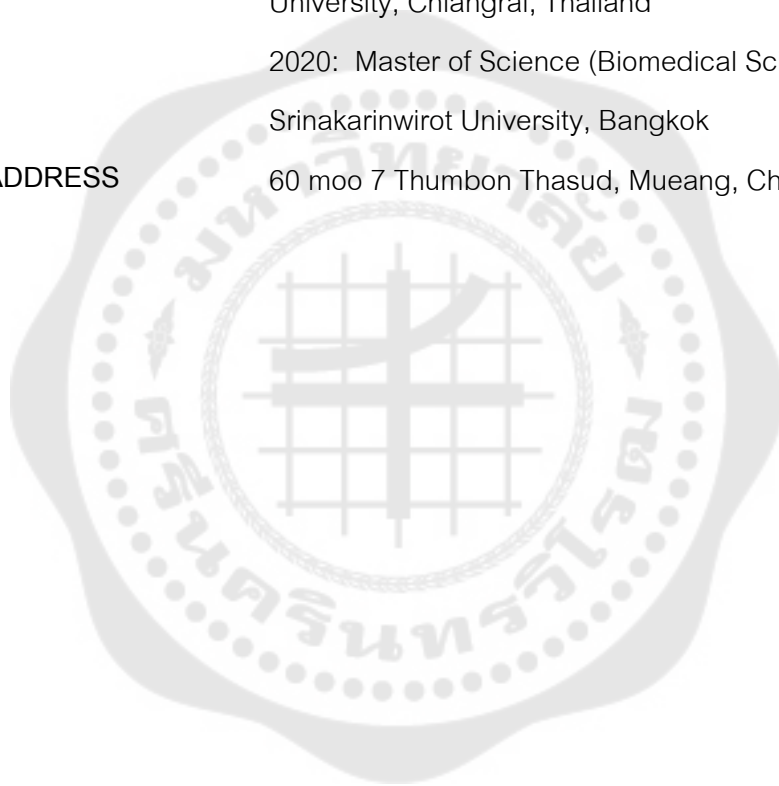 University, Chiangrai, Thailand
2020: Master of Science (Biomedical Sc
Srinakarinwirot University, Bangkok
ADDRESS 60 moo 7 Thumbon Thasud, Mueang, Ch
มหาวิทยาลัย
ศรีนครินทรวิโรฒ